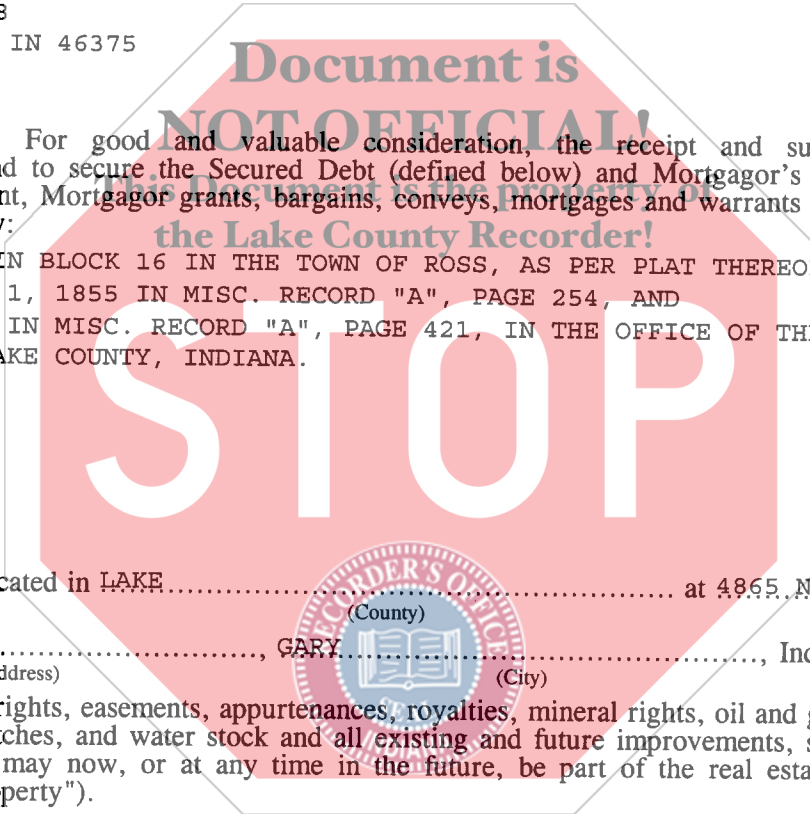 8
IN 46375
Document is
NOT OFFICIAL!
This Document is the property of
the Lake County Recorder!
For good and valuable consideration, the receipt and su
nd to secure the Secured Debt (defined below) and Mortgagor's
nt, Mortgagor grants, bargains, conveys, mortgages and warrants
y:
IN BLOCK 16 IN THE TOWN OF ROSS, AS PER PLAT THEREO
1, 1855 IN MISC. RECORD "A", PAGE 254, AND
IN MISC. RECORD "A", PAGE 421, IN THE OFFICE OF TH
AKE COUNTY, INDIANA.
STOP
cated in LAKE at 4865 N
(County)
RECORDER'S OFFICE
, GARY , Ind
ddress) (City)
SEAL
rights, easements, appurtenances, royalties, mineral rights, oil and g
tches, and water stock and all existing and future improvements, s
may now, or at any time in the future, be part of the real esta
perty").